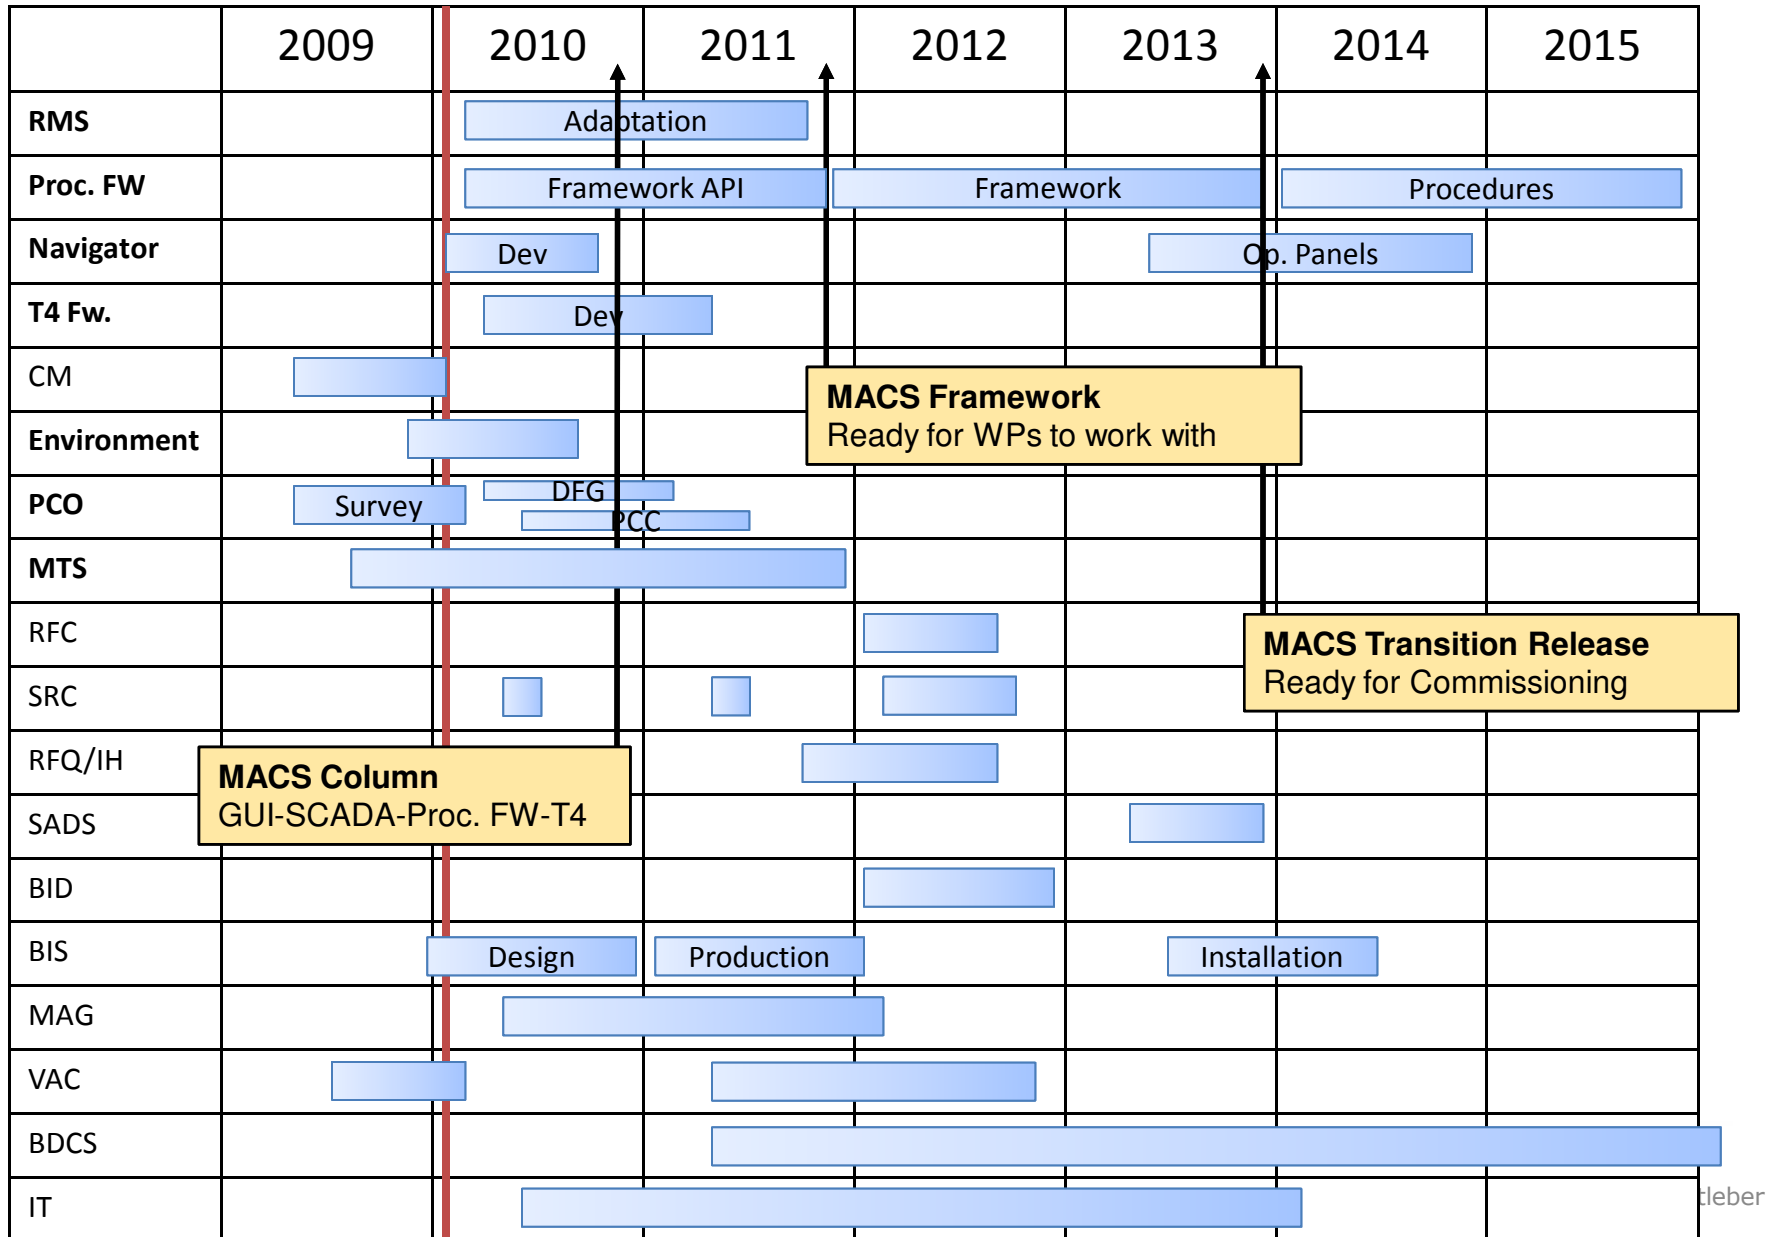 2009 2010 2011 2012 2013 2014 2015
RMS Adaptation
Proc. FW Framework API Framework Procedures
Navigator Dev Op. Panels
T4 Fw. Dev
CM
MACS Framework
Ready for WPs to work with
Environment
PCO Survey DFG
PCC
MTS
RFC
MACS Transition Release
Ready for Commissioning
SRC
RFQ/IH
MACS Column
GUI-SCADA-Proc. FW-T4
SADS
BID
BIS Design Production Installation
MAG
VAC
BDCS
IT